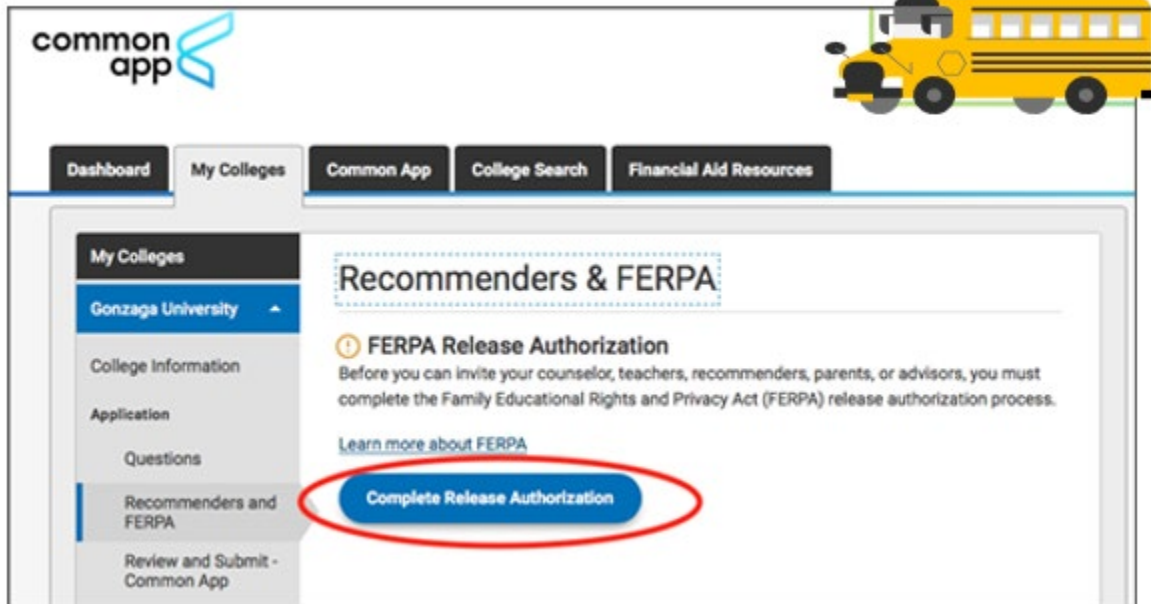 common
app
Dashboard
My Colleges
Common App
College Search
Financial Aid Resources
My Colleges
Gonzaga University
College Information
Application
Questions
Recommenders and
FERPA
Review and Submit -
Common App
Recommenders & FERPA
FERPA Release Authorization
Before you can invite your counselor, teachers, recommenders, parents, or advisors, you must
complete the Family Educational Rights and Privacy Act (FERPA) release authorization process.
Learn more about FERPA
Complete Release Authorization